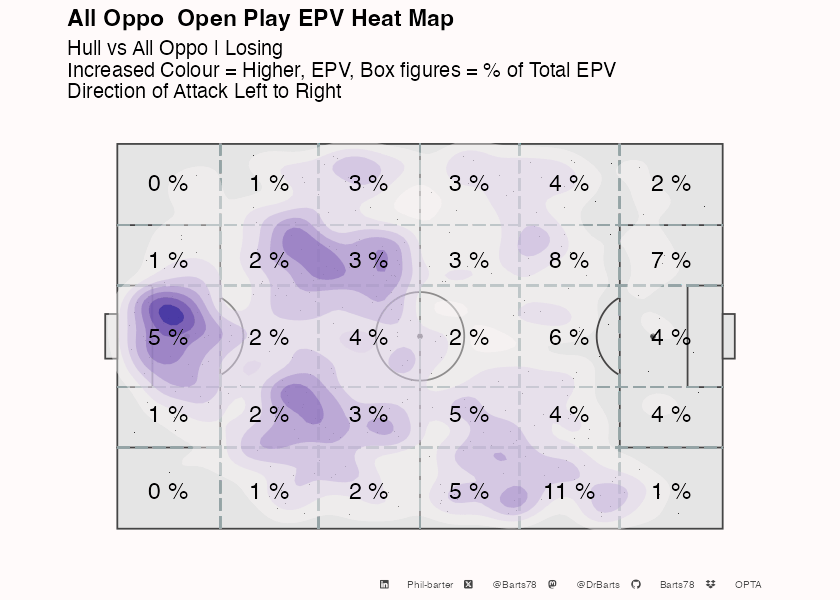 All Oppo  Open Play EPV Heat Map
Hull vs All Oppo | Losing
Increased Colour = Higher, EPV, Box figures = % of Total EPV
Direction of Attack Left to Right
0 % 1 % 3 % 3 % 4 % 2 %
1 % 2 % 3 % 3 % 8 % 7 %
5 % 2 % 4 % 2 % 6 % 4 %
1 % 2 % 3 % 5 % 4 % 4 %
0 % 1 % 2 % 5 % 11 % 1 %
Phil-barter @Barts78 @DrBarts Barts78 OPTA